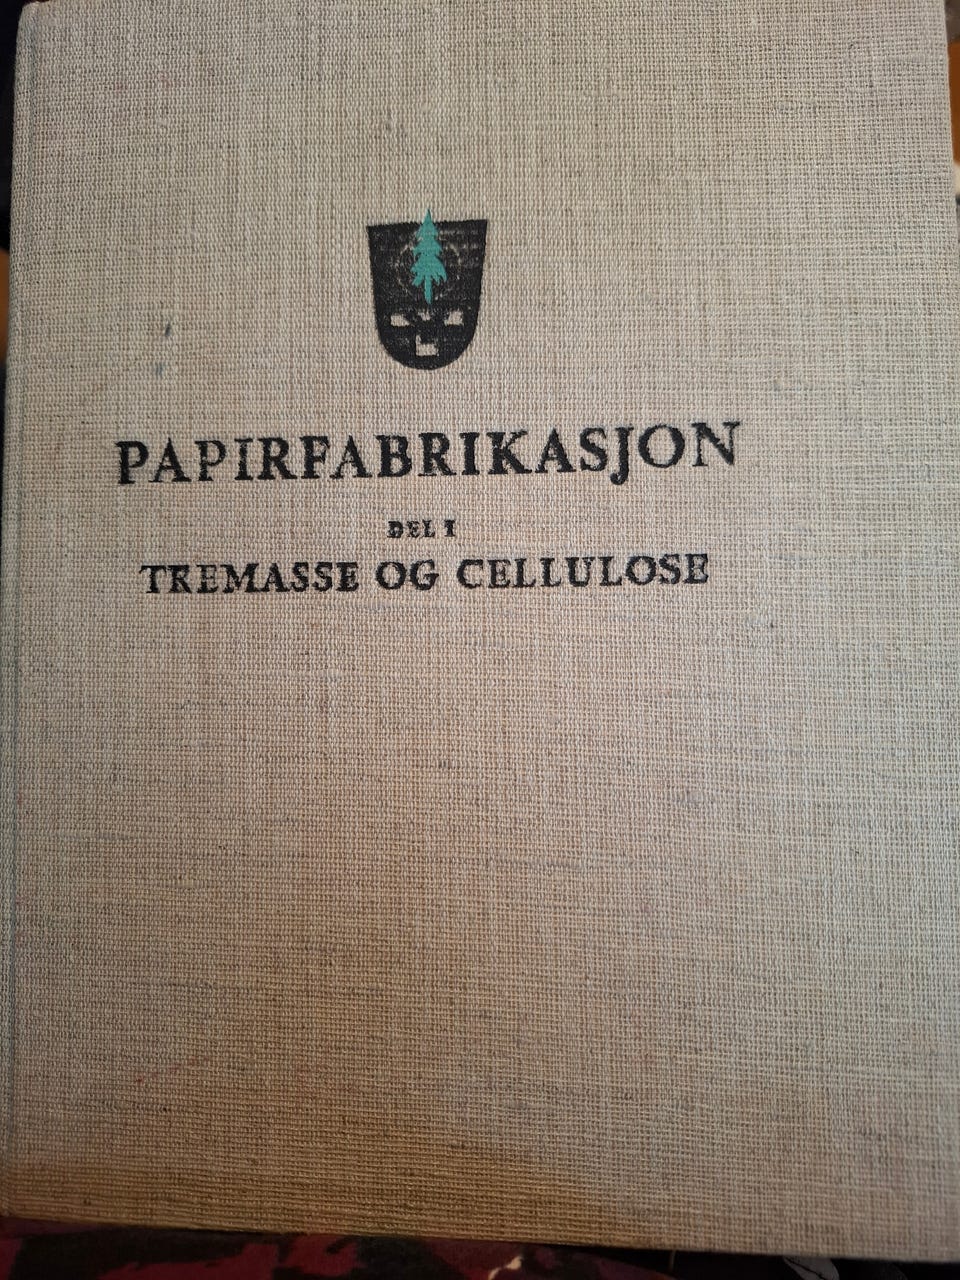 PAPIRFABRIKASJON
DEL I
TREMASSE OG CELLULOSE